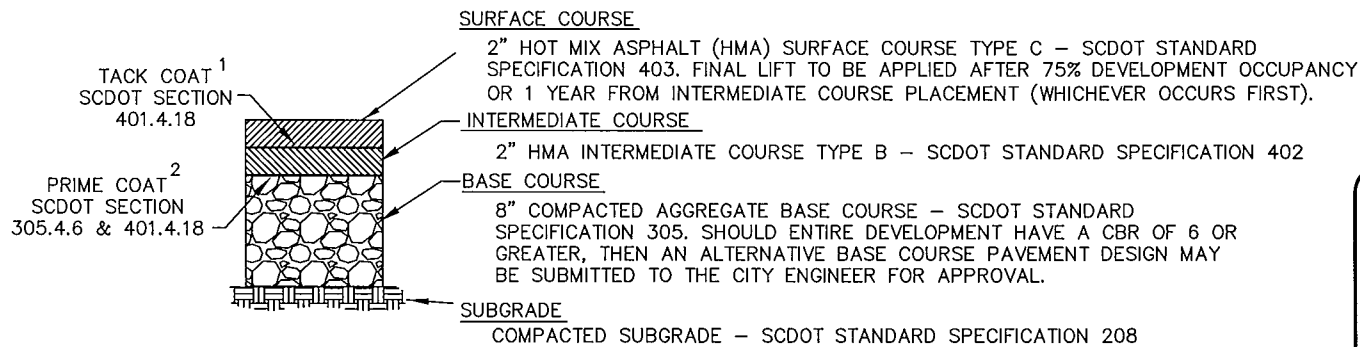 SURFACE COURSE
2" HOT MIX ASPHALT (HMA) SURFACE COURSE TYPE C – SCDOT STANDARD
SPECIFICATION 403. FINAL LIFT TO BE APPLIED AFTER 75% DEVELOPMENT OCCUPANCY
OR 1 YEAR FROM INTERMEDIATE COURSE PLACEMENT (WHICHEVER OCCURS FIRST).
TACK COAT 1
SCDOT SECTION
401.4.18
INTERMEDIATE COURSE
2" HMA INTERMEDIATE COURSE TYPE B – SCDOT STANDARD SPECIFICATION 402
PRIME COAT 2
SCDOT SECTION
305.4.6 & 401.4.18
BASE COURSE
8" COMPACTED AGGREGATE BASE COURSE – SCDOT STANDARD
SPECIFICATION 305. SHOULD ENTIRE DEVELOPMENT HAVE A CBR OF 6 OR
GREATER, THEN AN ALTERNATIVE BASE COURSE PAVEMENT DESIGN MAY
BE SUBMITTED TO THE CITY ENGINEER FOR APPROVAL.
SUBGRADE
COMPACTED SUBGRADE – SCDOT STANDARD SPECIFICATION 208